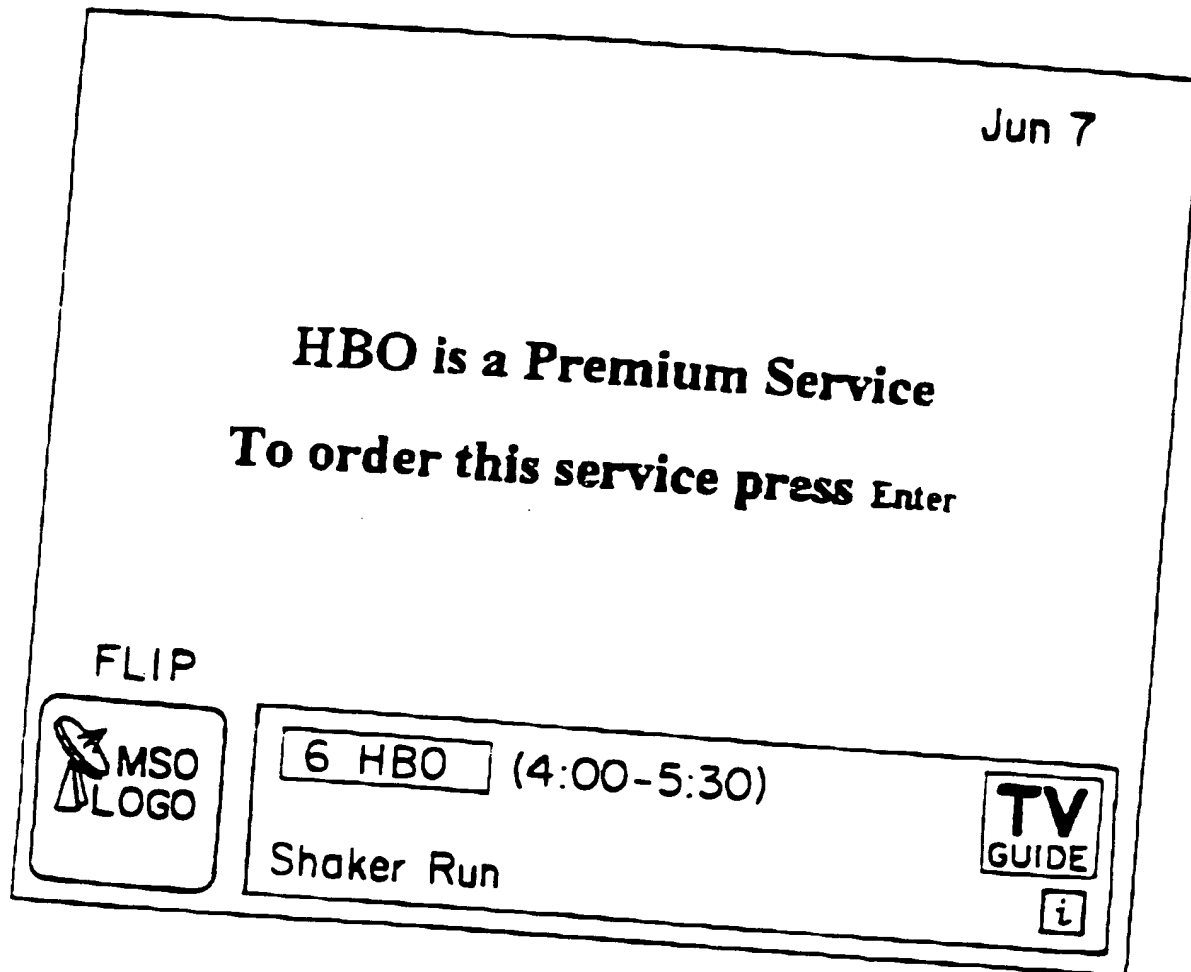 Jun 7
HBO is a Premium Service
To order this service press Enter
FLIP
MSO
LOGO
6 HBO (4:00-5:30)
Shaker Run
TV
GUIDE
i